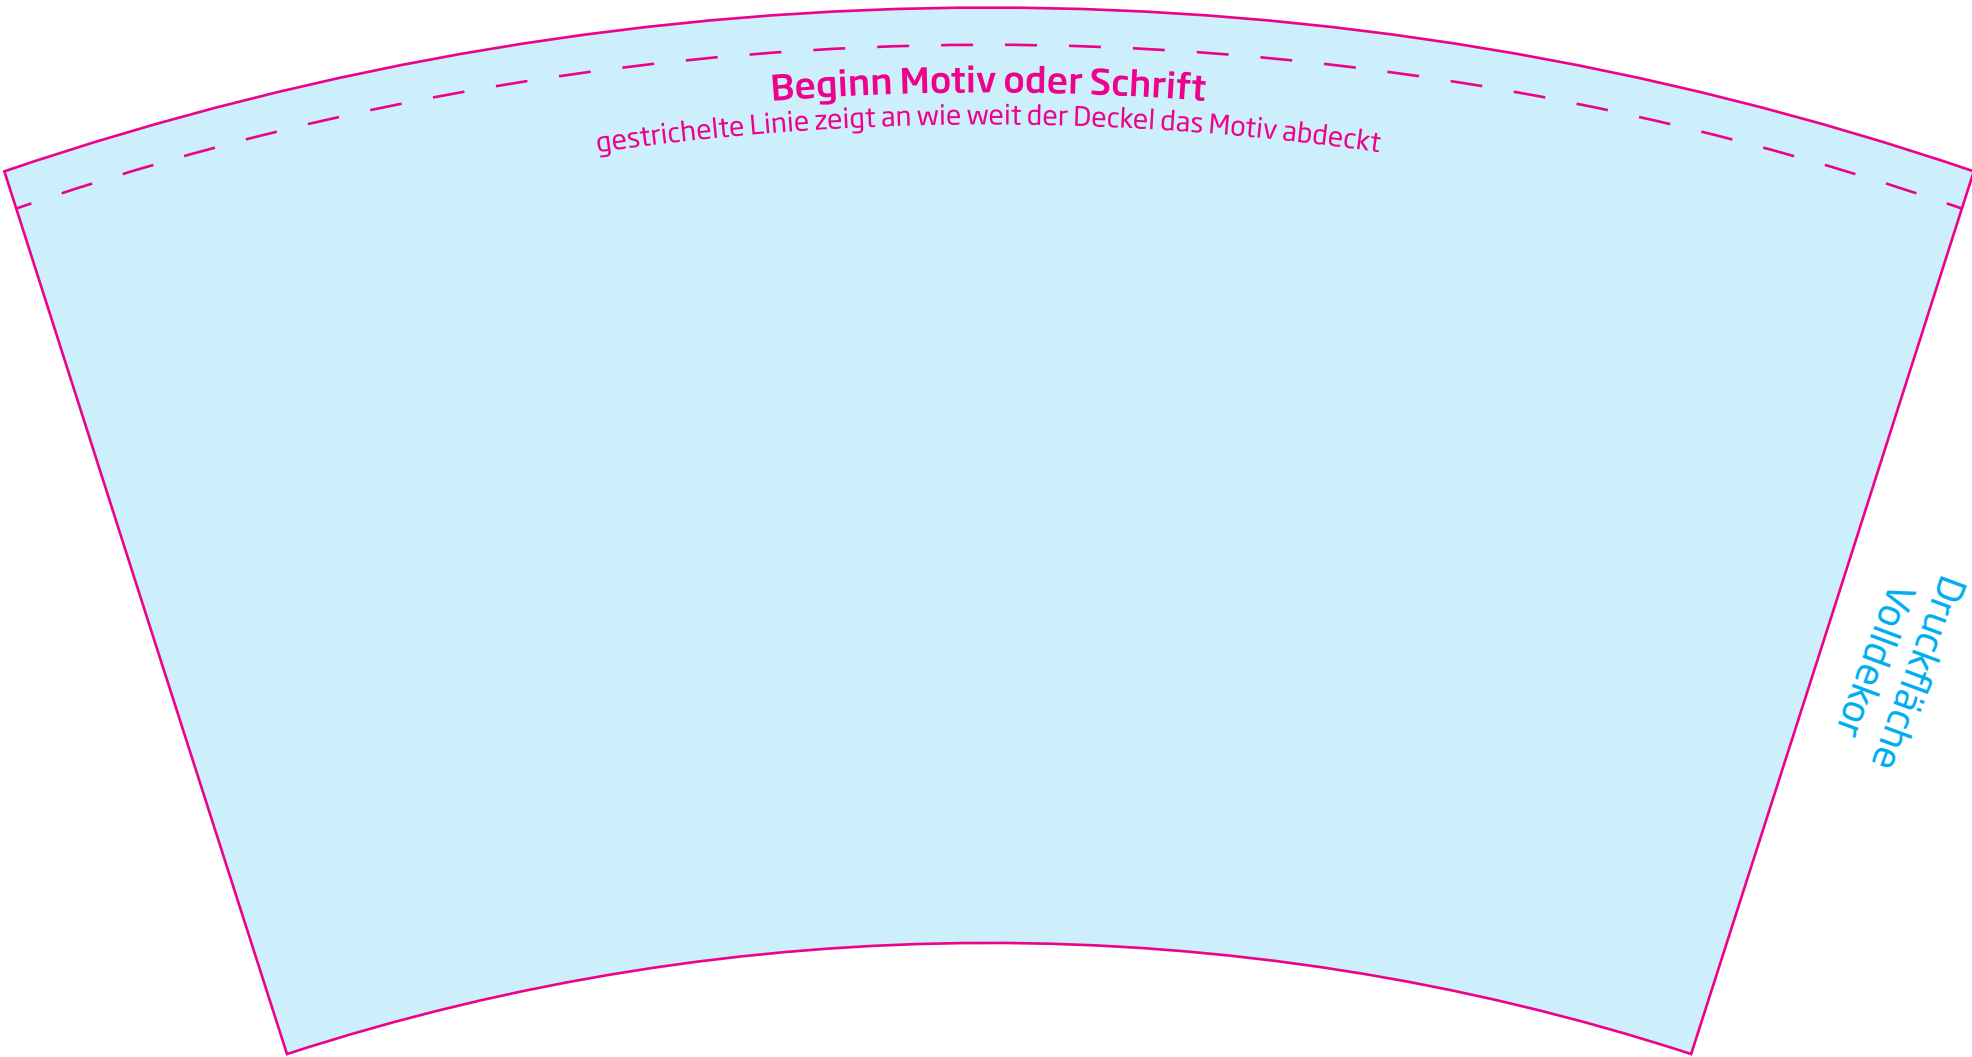 Beginn Motiv oder Schrift
gestrichelte Linie zeigt an wie weit der Deckel das Motiv abdeckt
Druckfläche
Volldekor